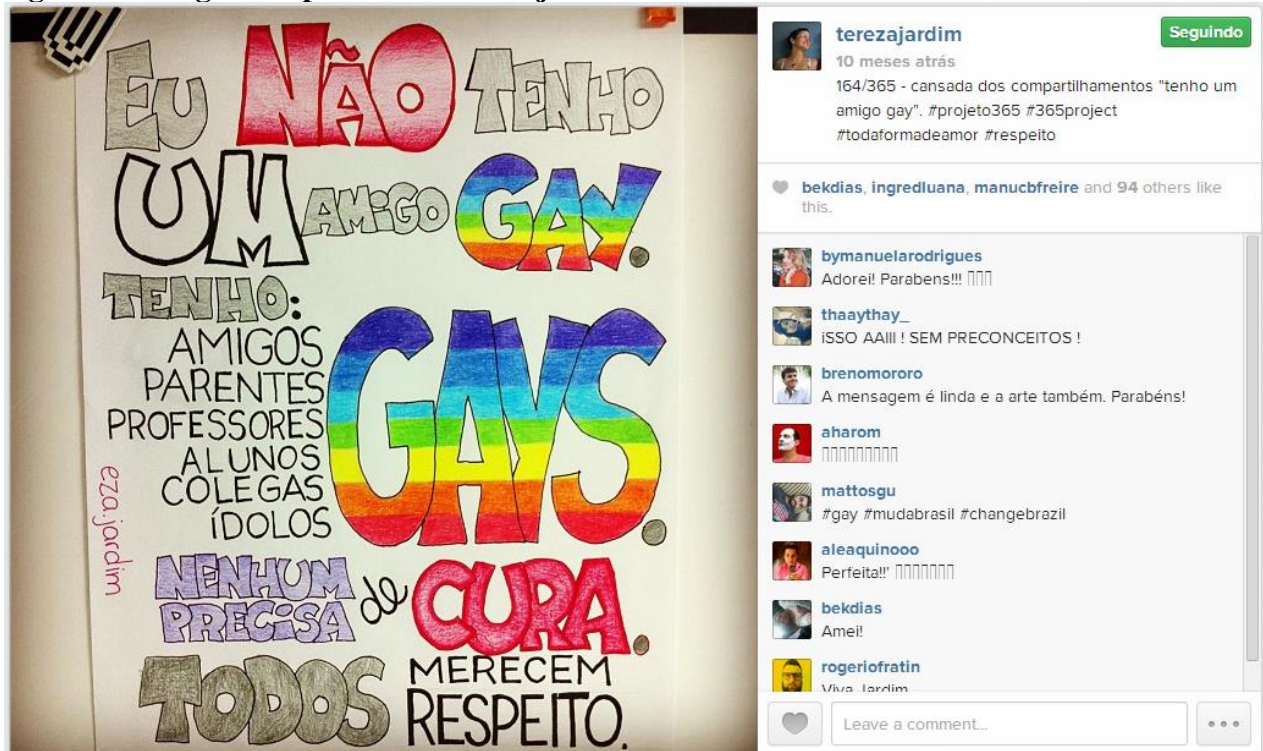 EU NÃO TENHO
UM AMiGO GAY.
TENHO:
AMIGOS
PARENTES
PROFESSORES
ALUNOS
COLEGAS
ÍDOLOS
GAYS.
NENHUM
PRECiSA
de CURA.
TODOS MERECEM
RESPEITO.
eza.jardim
terezajardim
Seguindo
10 meses atrás
164/365 - cansada dos compartilhamentos "tenho um
amigo gay". #projeto365 #365project
#todaformadeamor #respeito
bekdias, ingredluana, manucbfreire and 94 others like
this.
bymanuelarodrigues
Adorei! Parabens!!!
thaaythay_
iSSO AAIII ! SEM PRECONCEITOS !
brenomororo
A mensagem é linda e a arte também. Parabéns!
aharom
mattosgu
#gay #mudabrasil #changebrazil
aleaquinooo
Perfeita!!'
bekdias
Amei!
rogeriofratin
Viva Jardim
Leave a comment...